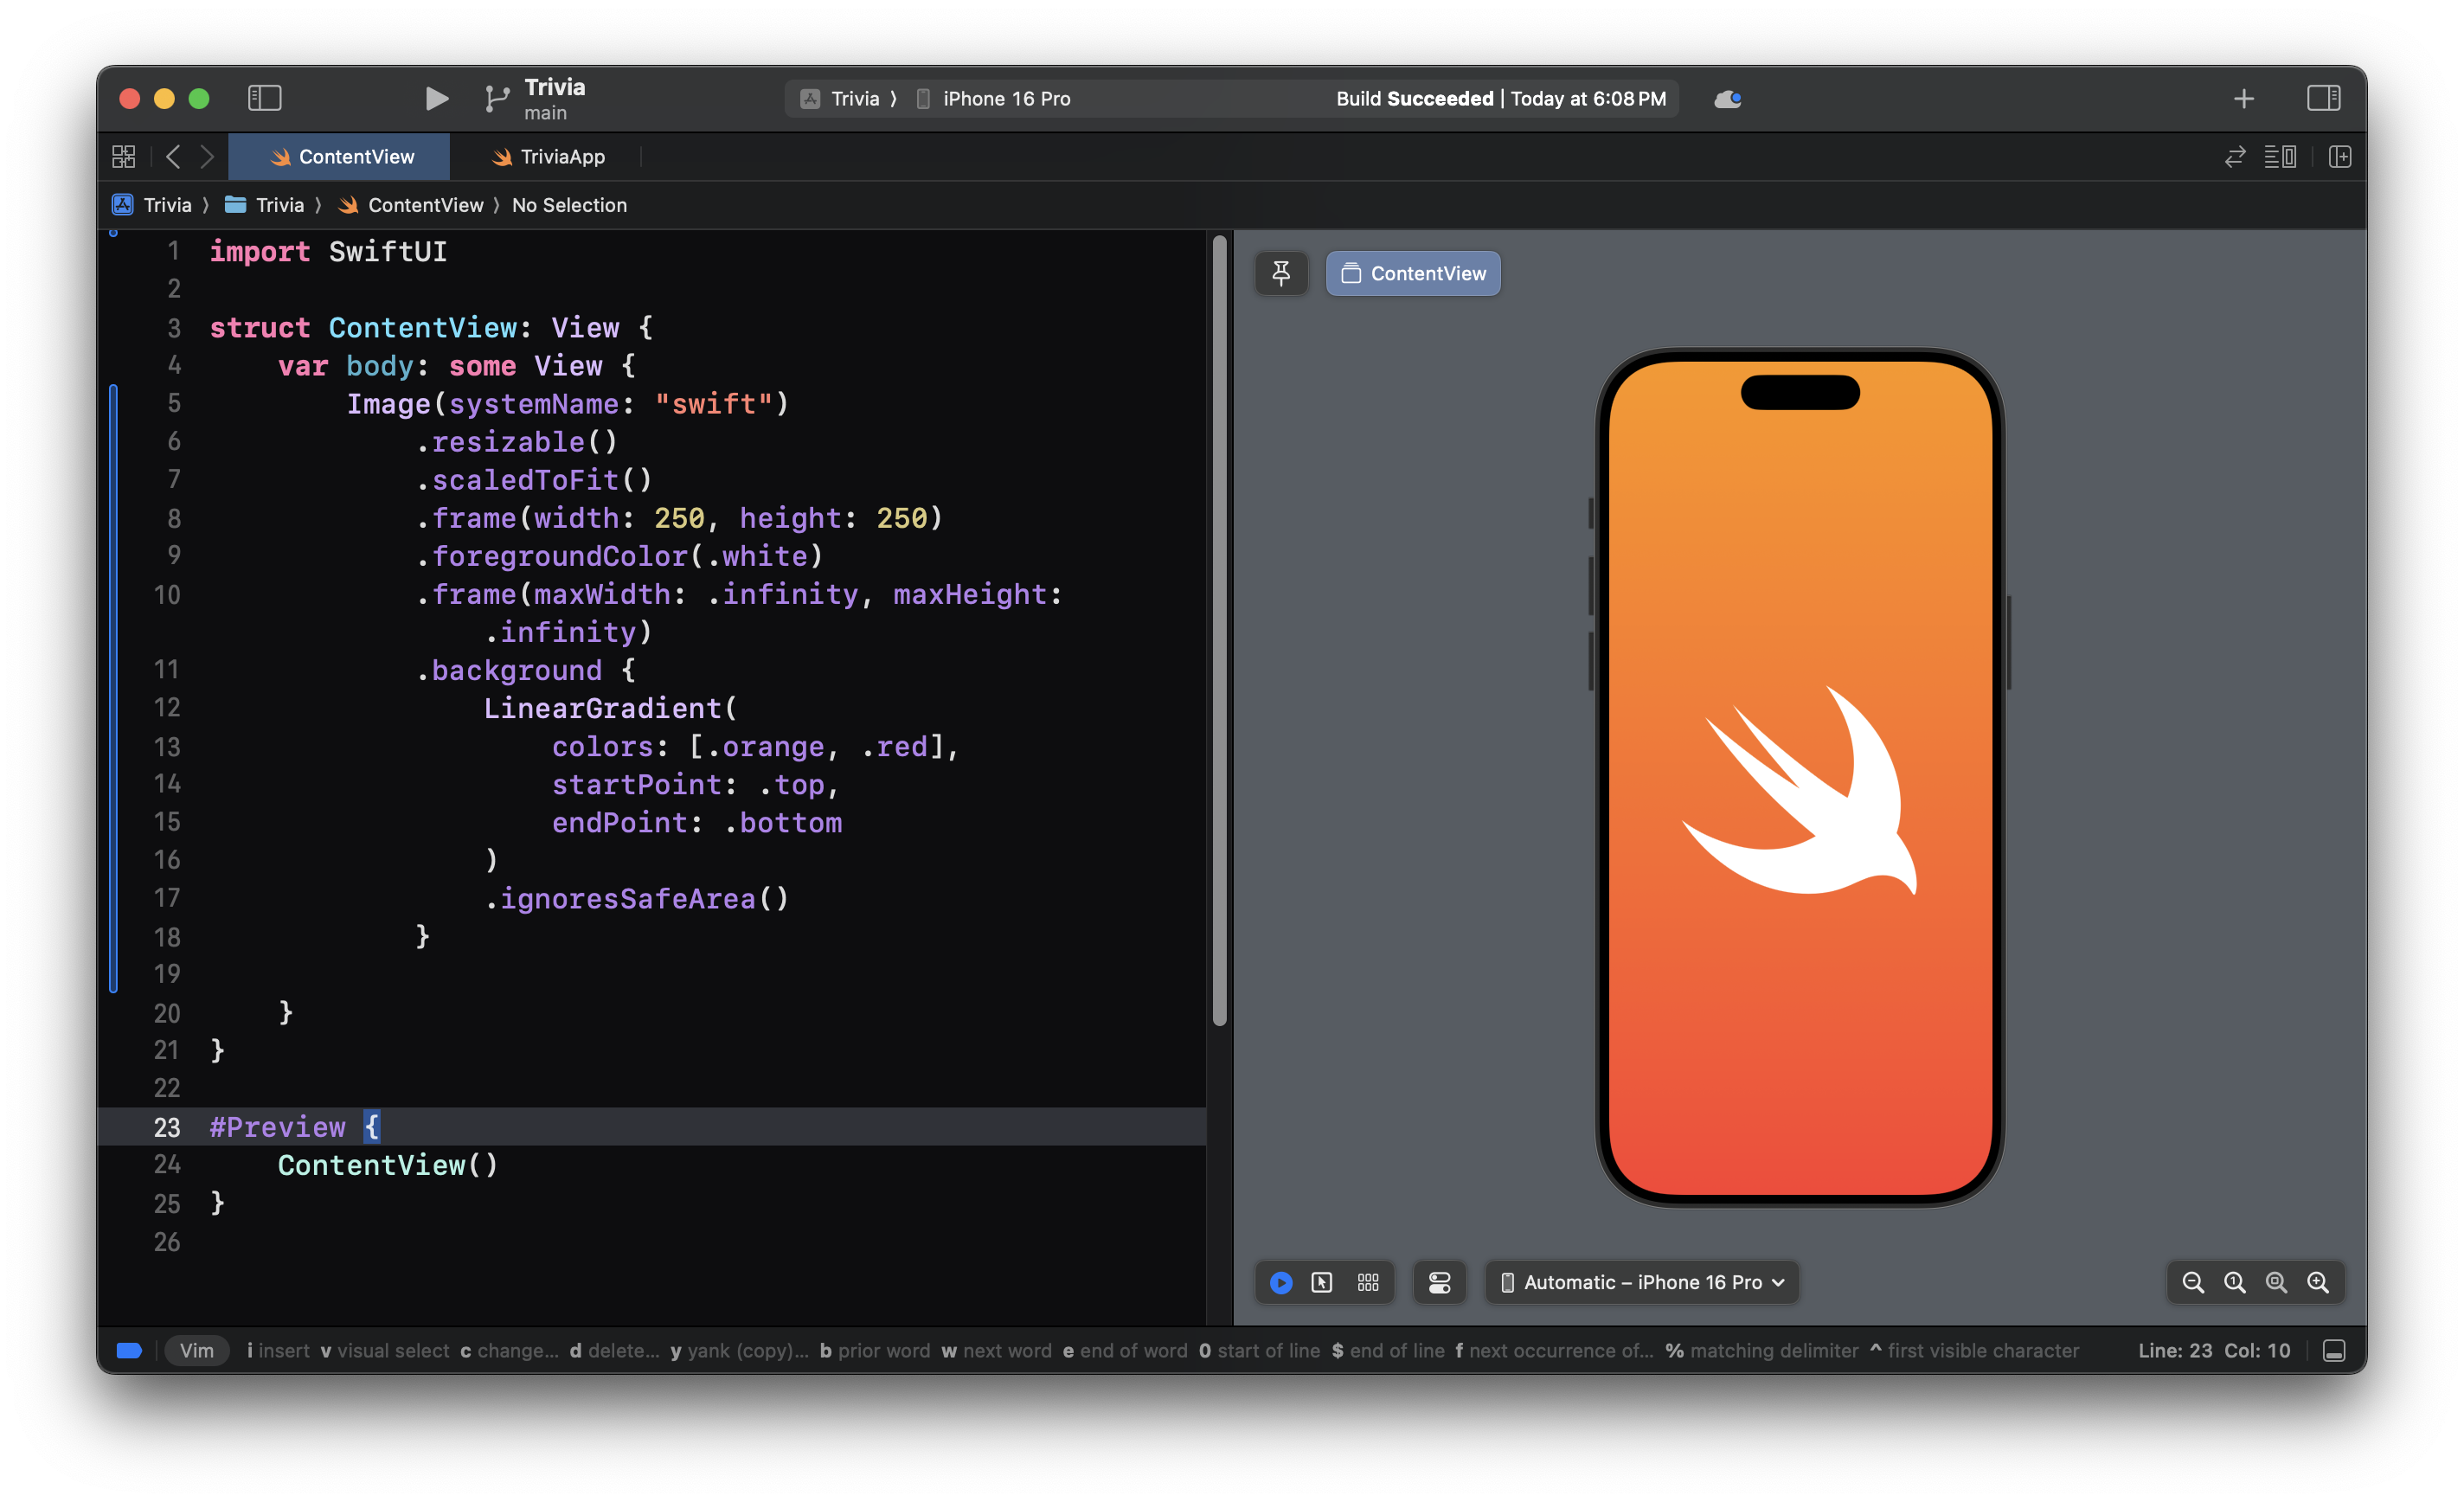 Trivia
main
Trivia ⟩ iPhone 16 Pro
Build Succeeded | Today at 6:08 PM
ContentView
TriviaApp
Trivia ⟩ Trivia ⟩ ContentView ⟩ No Selection
1 import SwiftUI
2
3 struct ContentView: View {
4     var body: some View {
5         Image(systemName: "swift")
6             .resizable()
7             .scaledToFit()
8             .frame(width: 250, height: 250)
9             .foregroundColor(.white)
10             .frame(maxWidth: .infinity, maxHeight:
                .infinity)
11             .background {
12                 LinearGradient(
13                     colors: [.orange, .red],
14                     startPoint: .top,
15                     endPoint: .bottom
16                 )
17                 .ignoresSafeArea()
18             }
19
20     }
21 }
22
23 #Preview {
24     ContentView()
25 }
26
ContentView
Automatic – iPhone 16 Pro
Vim i insert v visual select c change... d delete... y yank (copy)... b prior word w next word e end of word 0 start of line $ end of line f next occurrence of... % matching delimiter ^ first visible character
Line: 23 Col: 10